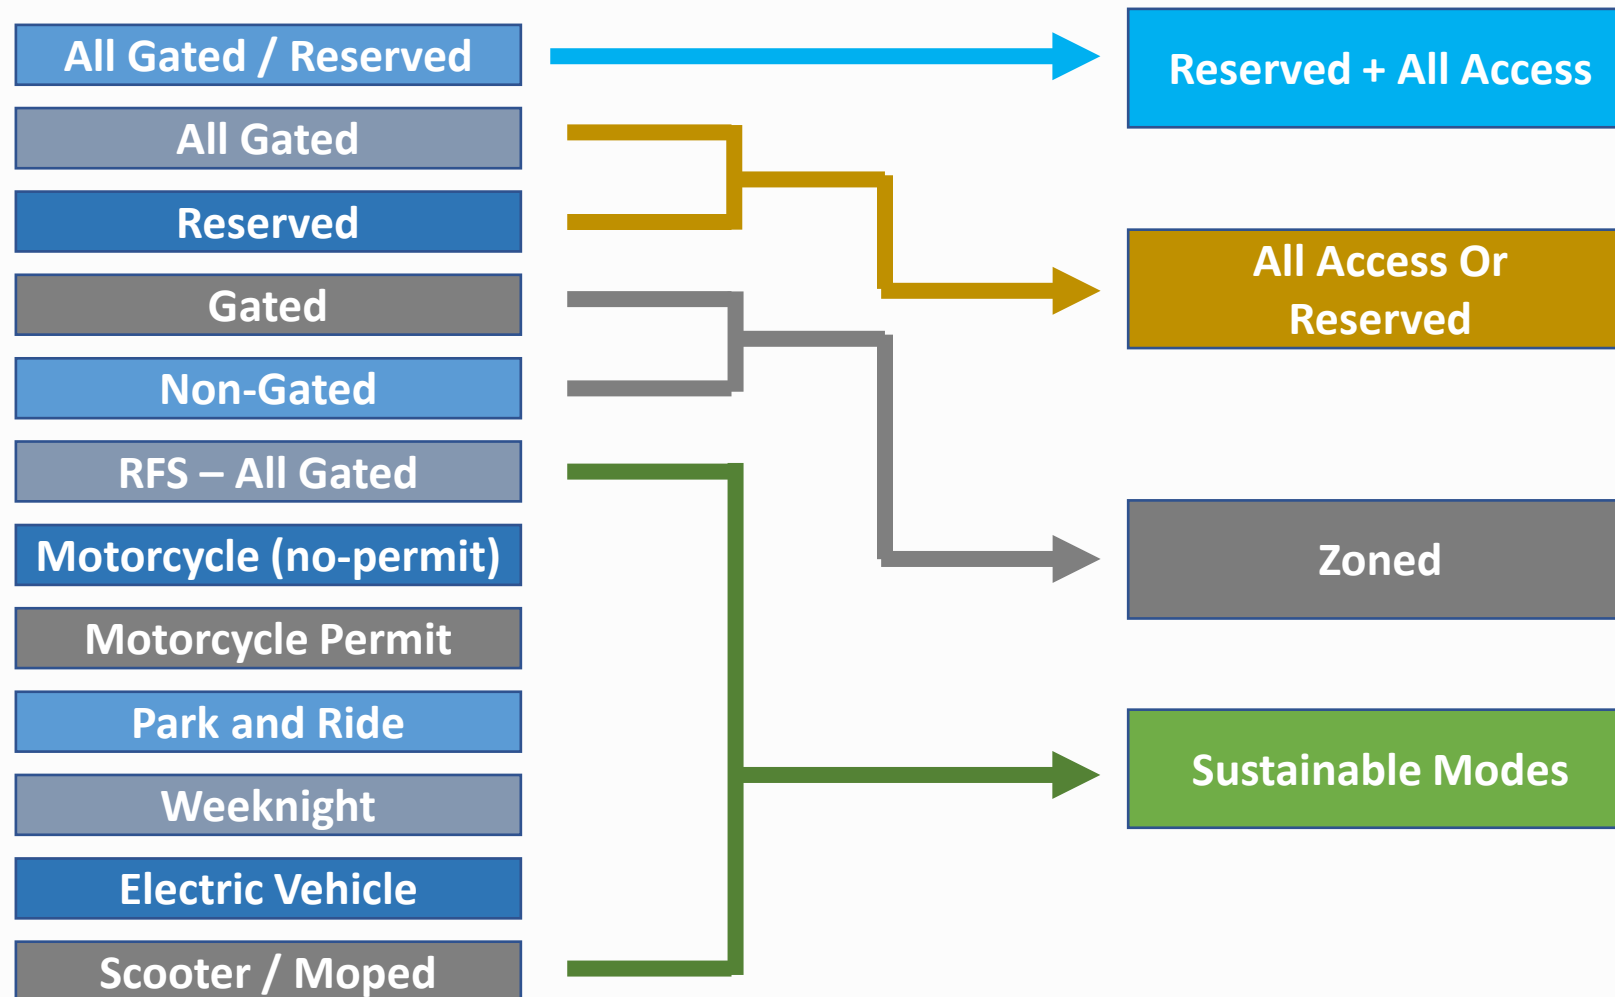 All Gated / Reserved
All Gated
Reserved
Gated
Non-Gated
RFS – All Gated
Motorcycle (no-permit)
Motorcycle Permit
Park and Ride
Weeknight
Electric Vehicle
Scooter / Moped
Reserved + All Access
All Access Or
Reserved
Zoned
Sustainable Modes